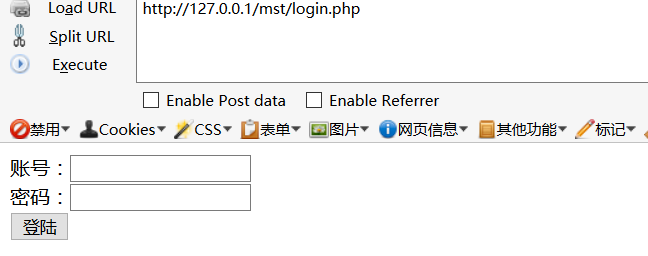 Load URL
http://127.0.0.1/mst/login.php
Split URL
Execute
Enable Post data Enable Referrer
禁用 Cookies CSS 表单 图片 网页信息 其他功能 标记
账号：
密码：
登陆